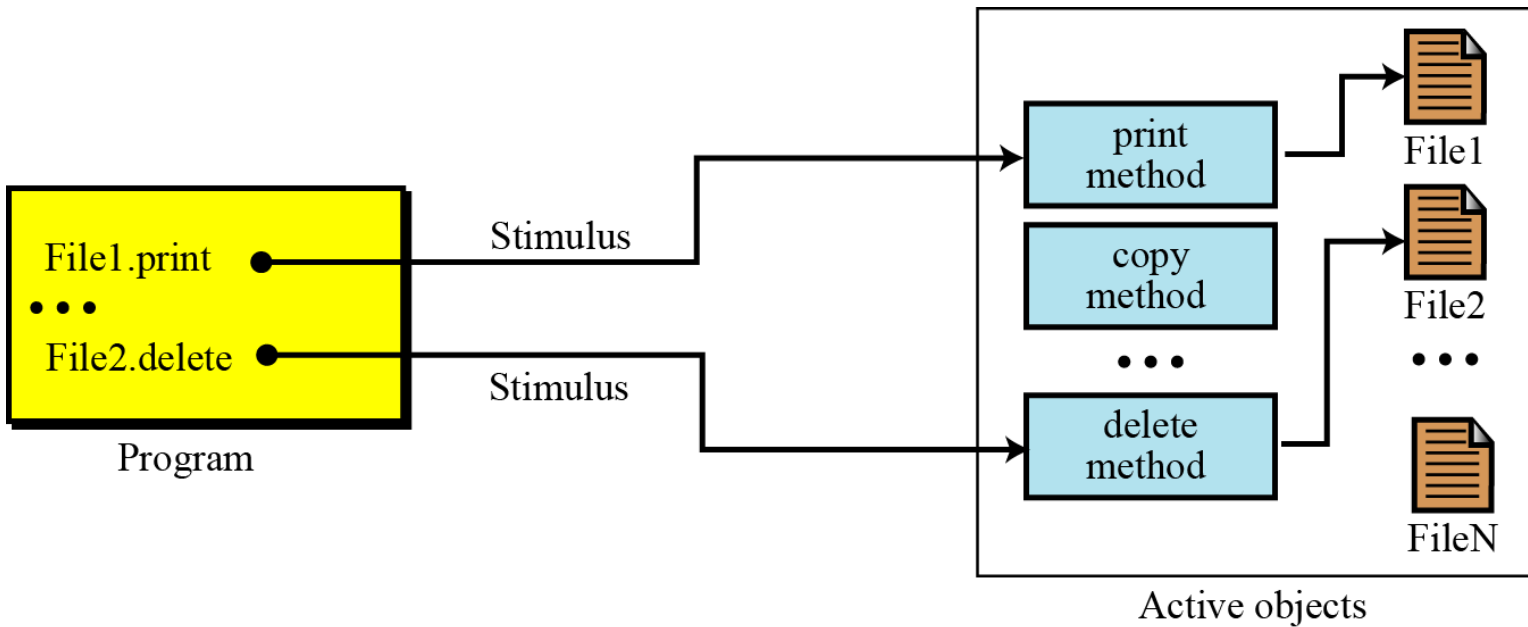 File1.print
• • •
File2.delete
Program
Stimulus
Stimulus
print
method
copy
method
• • •
delete
method
File1
File2
• • •
FileN
Active objects